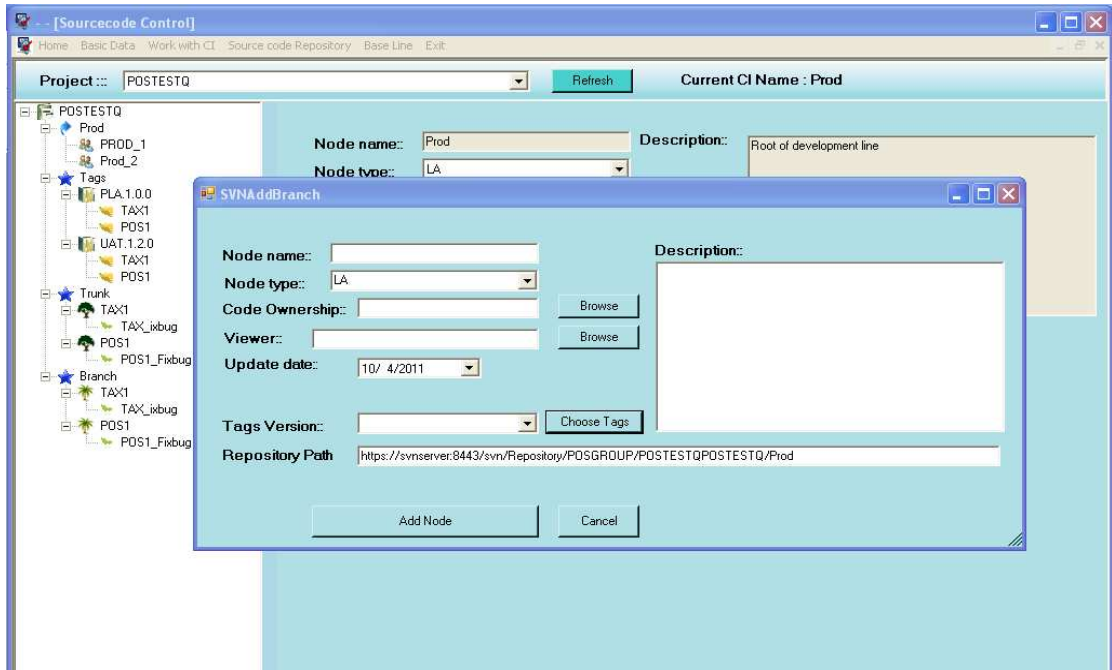 - - [Sourcecode Control]
Home Basic Data Work with CI Source code Repository Base Line Exit
Project ::: POSTESTQ Refresh Current CI Name : Prod
POSTESTQ
Prod
PROD_1
Prod_2
Tags
PLA.1.0.0
TAX1
POS1
UAT.1.2.0
TAX1
POS1
Trunk
TAX1
TAX_ixbug
POS1
POS1_Fixbug
Branch
TAX1
TAX_ixbug
POS1
POS1_Fixbug
Node name:: Prod Description:: Root of development line
Node type:: LA
SVNAddBranch
Node name:: Description::
Node type:: LA
Code Ownership:: Browse
Viewer:: Browse
Update date:: 10/ 4/2011
Tags Version:: Choose Tags
Repository Path https://svnserver:8443/svn/Repository/POSGROUP/POSTESTQPOSTESTQ/Prod
Add Node Cancel